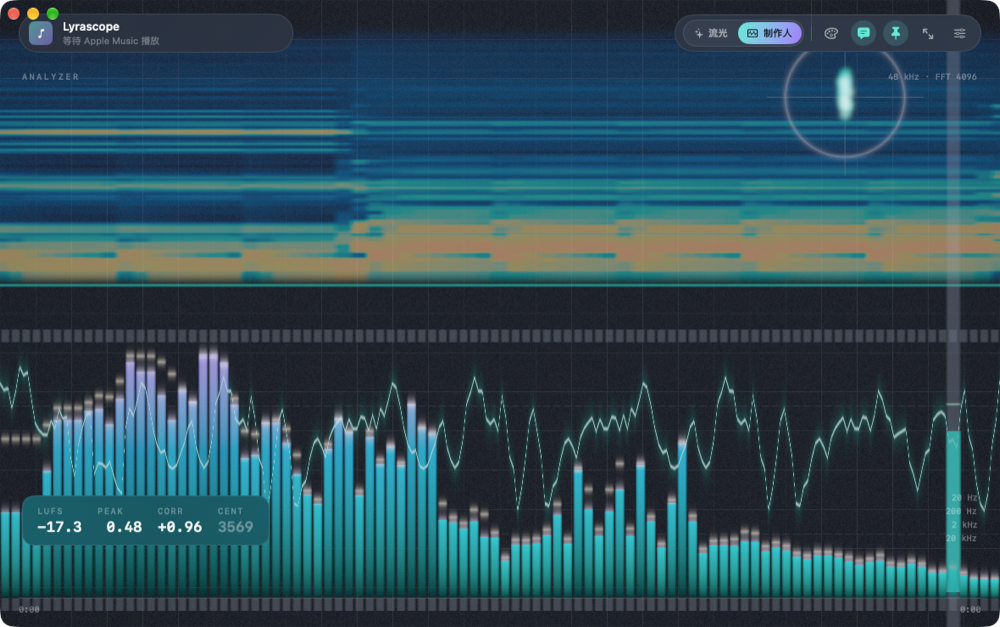 Lyrascope
等待 Apple Music 播放
流光
制作人
ANALYZER
48 kHz · FFT 4096
LUFS PEAK CORR CENT
-17.3 0.48 +0.96 3569
20 Hz
200 Hz
2 kHz
20 kHz
0:00
0:00